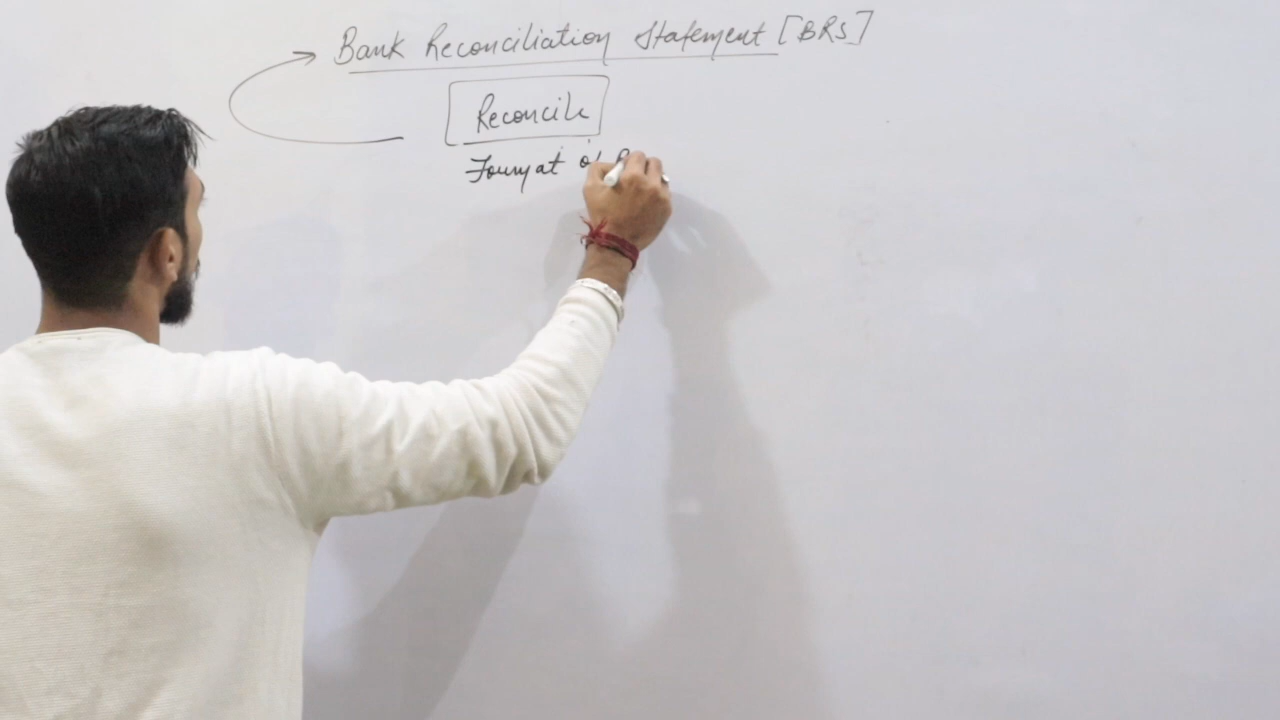 Bank Reconciliation Statement [BRS]
Reconcile
Format of